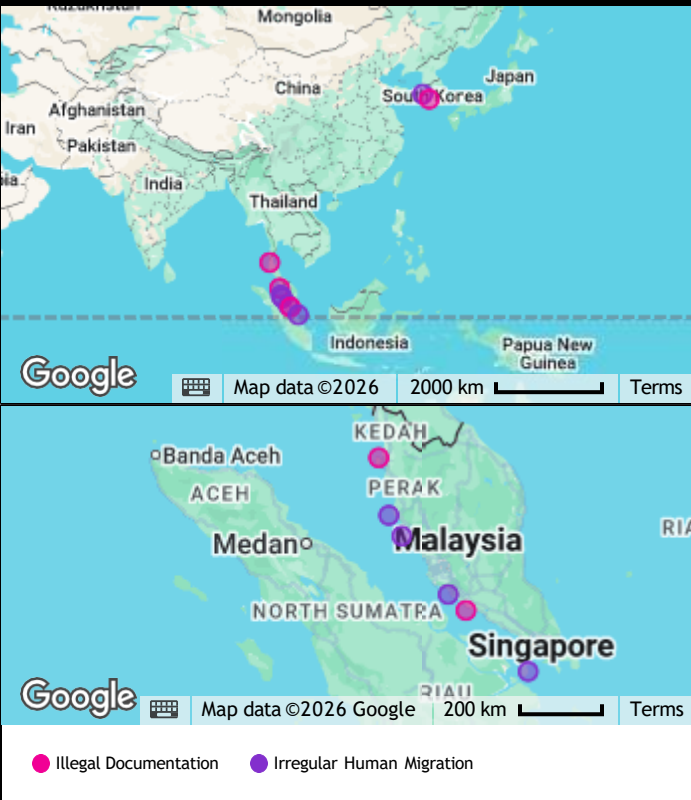 Kazakhstan
Mongolia
Japan
China
South Korea
Afghanistan
Iran
Pakistan
India
Thailand
Indonesia
Papua New
Guinea
Google
Map data ©2026
2000 km
Terms
KEDAH
Banda Aceh
ACEH
PERAK
Medan
Malaysia
NORTH SUMATRA
Singapore
RIAU
Google
Map data ©2026 Google
200 km
Terms
Illegal Documentation
Irregular Human Migration